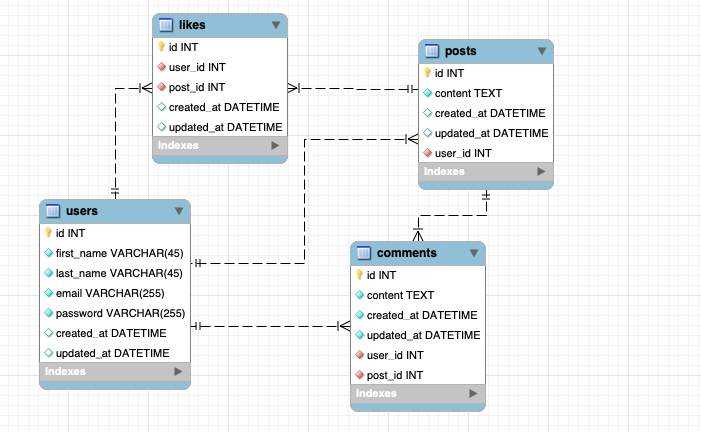 likes
id INT
user_id INT
post_id INT
created_at DATETIME
updated_at DATETIME
Indexes
posts
id INT
content TEXT
created_at DATETIME
updated_at DATETIME
user_id INT
Indexes
users
id INT
first_name VARCHAR(45)
last_name VARCHAR(45)
email VARCHAR(255)
password VARCHAR(255)
created_at DATETIME
updated_at DATETIME
Indexes
comments
id INT
content TEXT
created_at DATETIME
updated_at DATETIME
user_id INT
post_id INT
Indexes